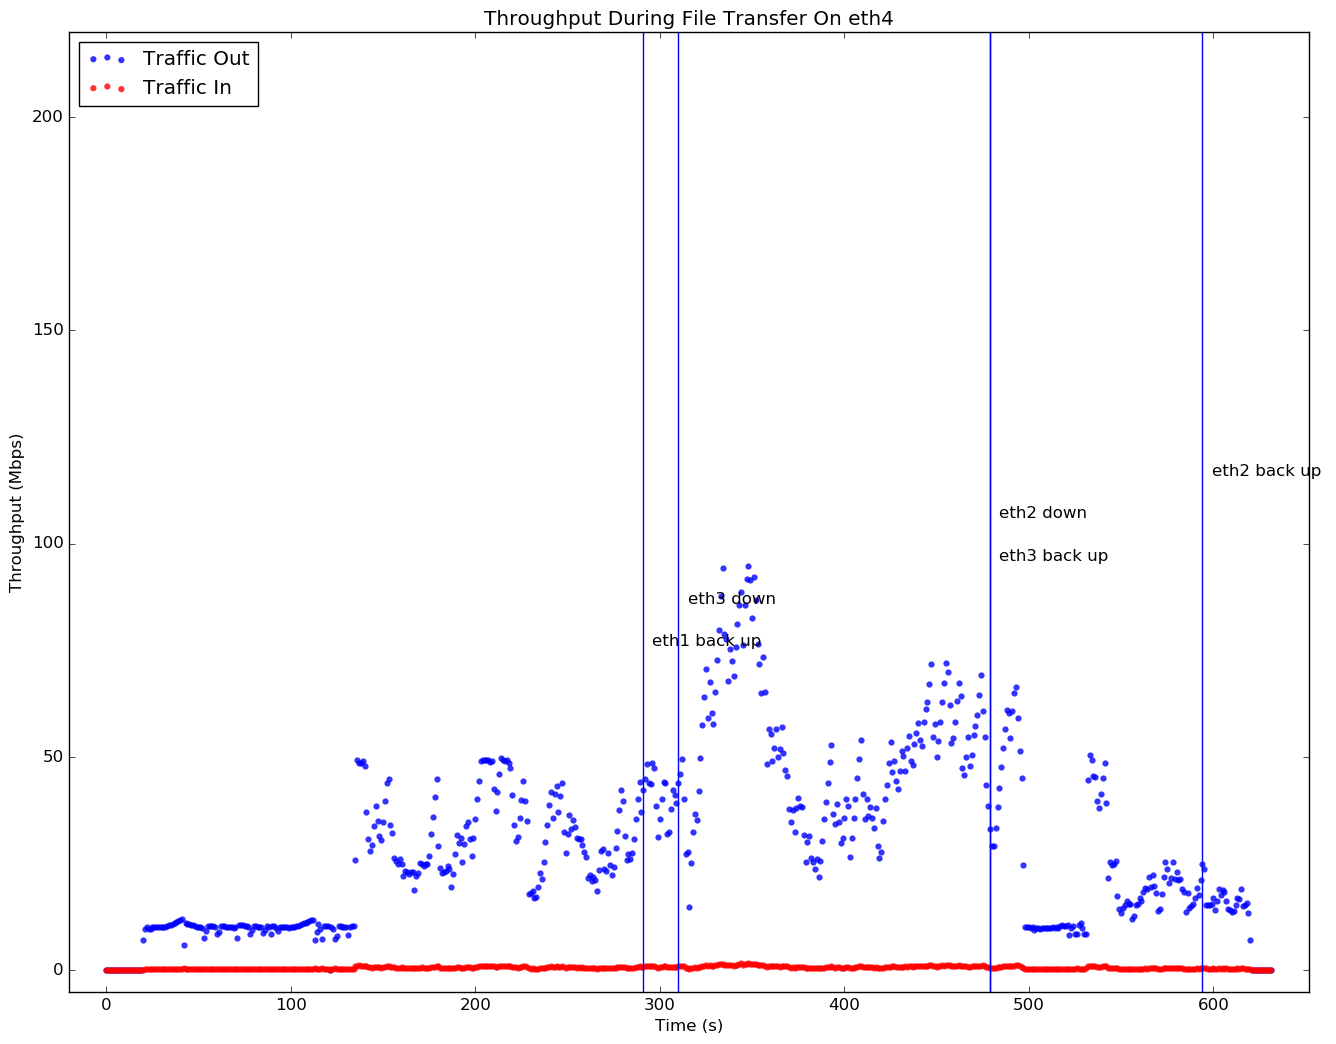 Throughput During File Transfer On eth4
Traffic Out
Traffic In
200
150
100
50
0
Throughput (Mbps)
eth2 back up
eth2 down
eth3 back up
eth3 down
eth1 back up
0 100 200 300 400 500 600
Time (s)